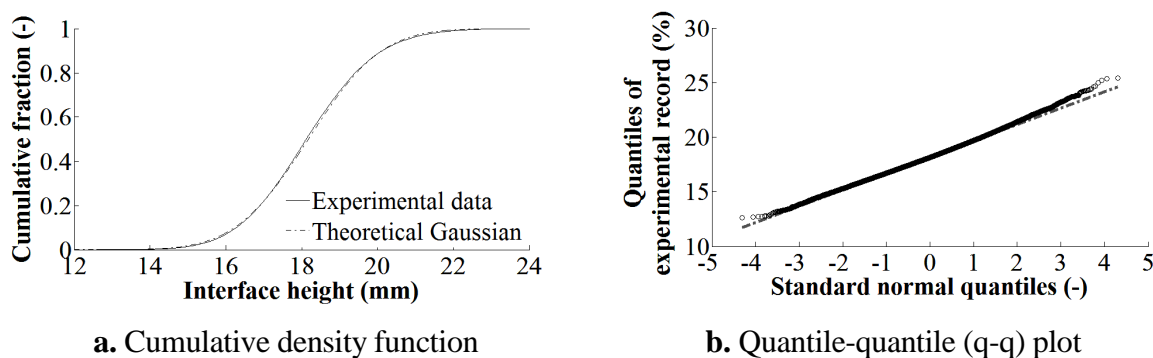 Cumulative fraction (-)
1
0.8
0.6
0.4
0.2
0
12 14 16 18 20 22 24
Interface height (mm)
Experimental data
Theoretical Gaussian
a. Cumulative density function
Quantiles of
experimental record (%)
30
25
20
15
10
-5 -4 -3 -2 -1 0 1 2 3 4 5
Standard normal quantiles (-)
b. Quantile-quantile (q-q) plot